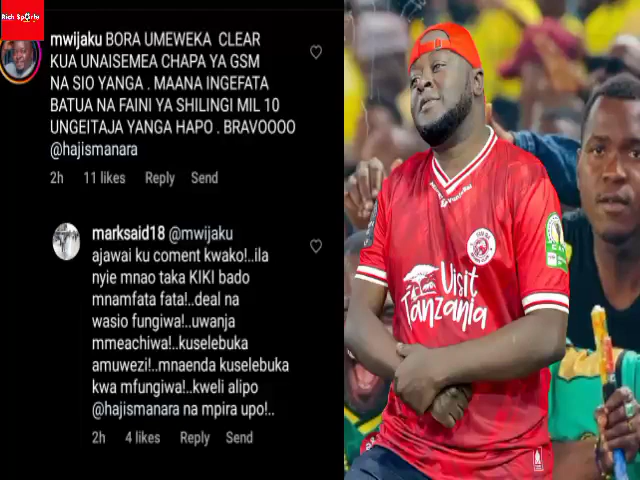 Rich Sports
mwijaku BORA UMEWEKA CLEAR
KUA UNAISEMEA CHAPA YA GSM
NA SIO YANGA . MAANA INGEFATA
BATUA NA FAINI YA SHILINGI MIL 10
UNGEITAJA YANGA HAPO . BRAVOOOO
@hajismanara
2h 11 likes Reply Send
marksaid18 @mwijaku
ajawai ku coment kwako!..ila
nyie mnao taka KIKI bado
mnamfata fata!..deal na
wasio fungiwa!..uwanja
mmeachiwa!..kuselebuka
amuwezi!..mnaenda kuselebuka
kwa mfungiwa!..kweli alipo
@hajismanara na mpira upo!..
2h 4 likes Reply Send
Visit
Tanzania